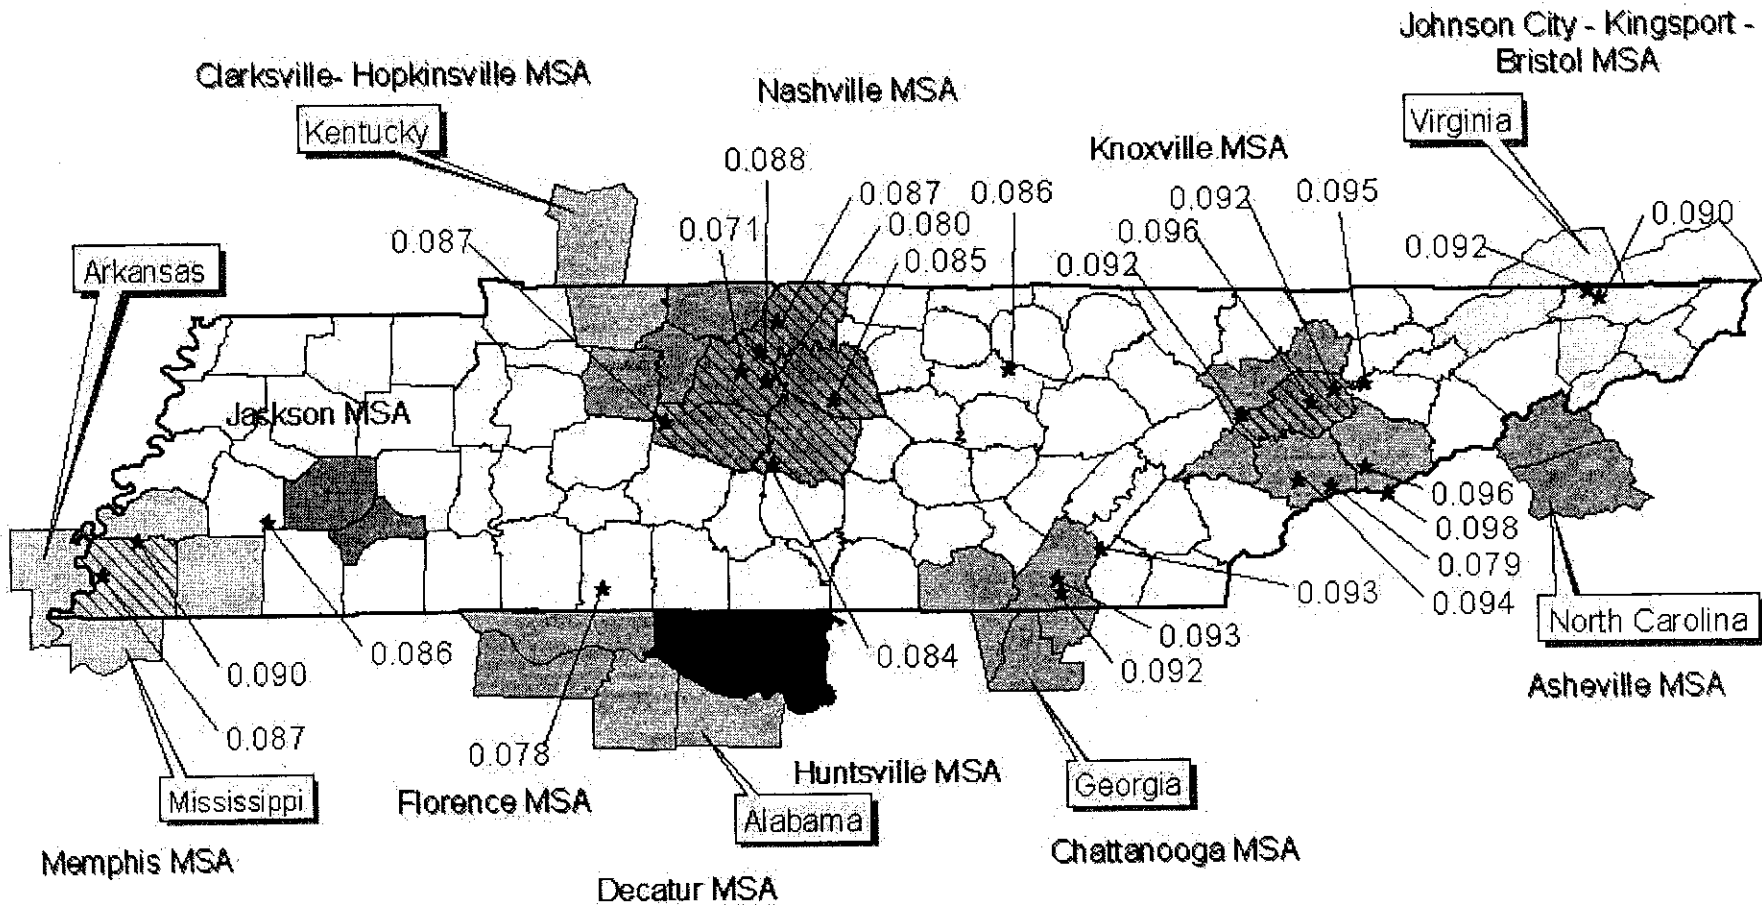 Johnson City - Kingsport -
Bristol MSA
Clarksville- Hopkinsville MSA
Nashville MSA
Kentucky
Virginia
Knoxville MSA
0.088
0.087
0.086
0.092
0.095
0.090
0.071
0.080
0.096
0.092
0.087
0.085
0.092
Arkansas
Jackson MSA
0.096
0.098
0.079
0.094
0.093
0.093
0.092
North Carolina
0.090
0.086
0.084
Asheville MSA
0.087
0.078
Huntsville MSA
Georgia
Mississippi
Florence MSA
Alabama
Memphis MSA
Chattanooga MSA
Decatur MSA